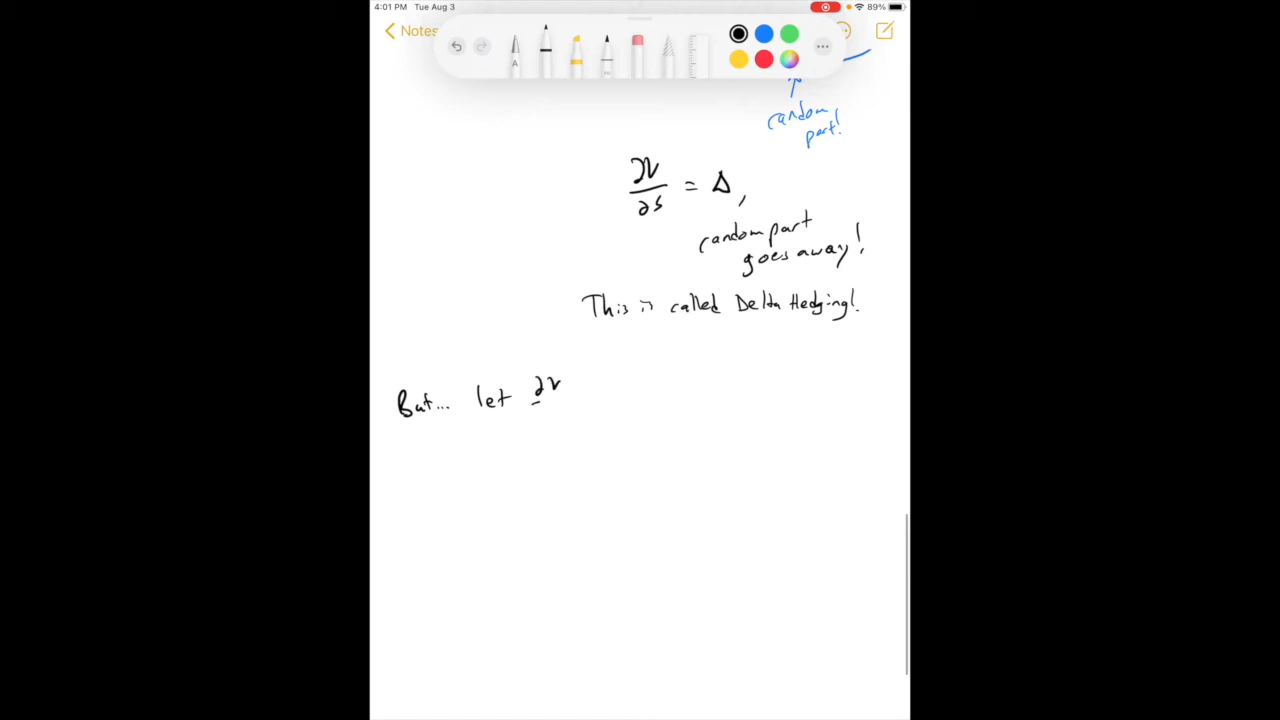 4:01 PM Tue Aug 3
89%
Notes
random
part!
∂V
∂S = Δ,
random part
goes away!
This is called Delta Hedging!
But... let ∂V